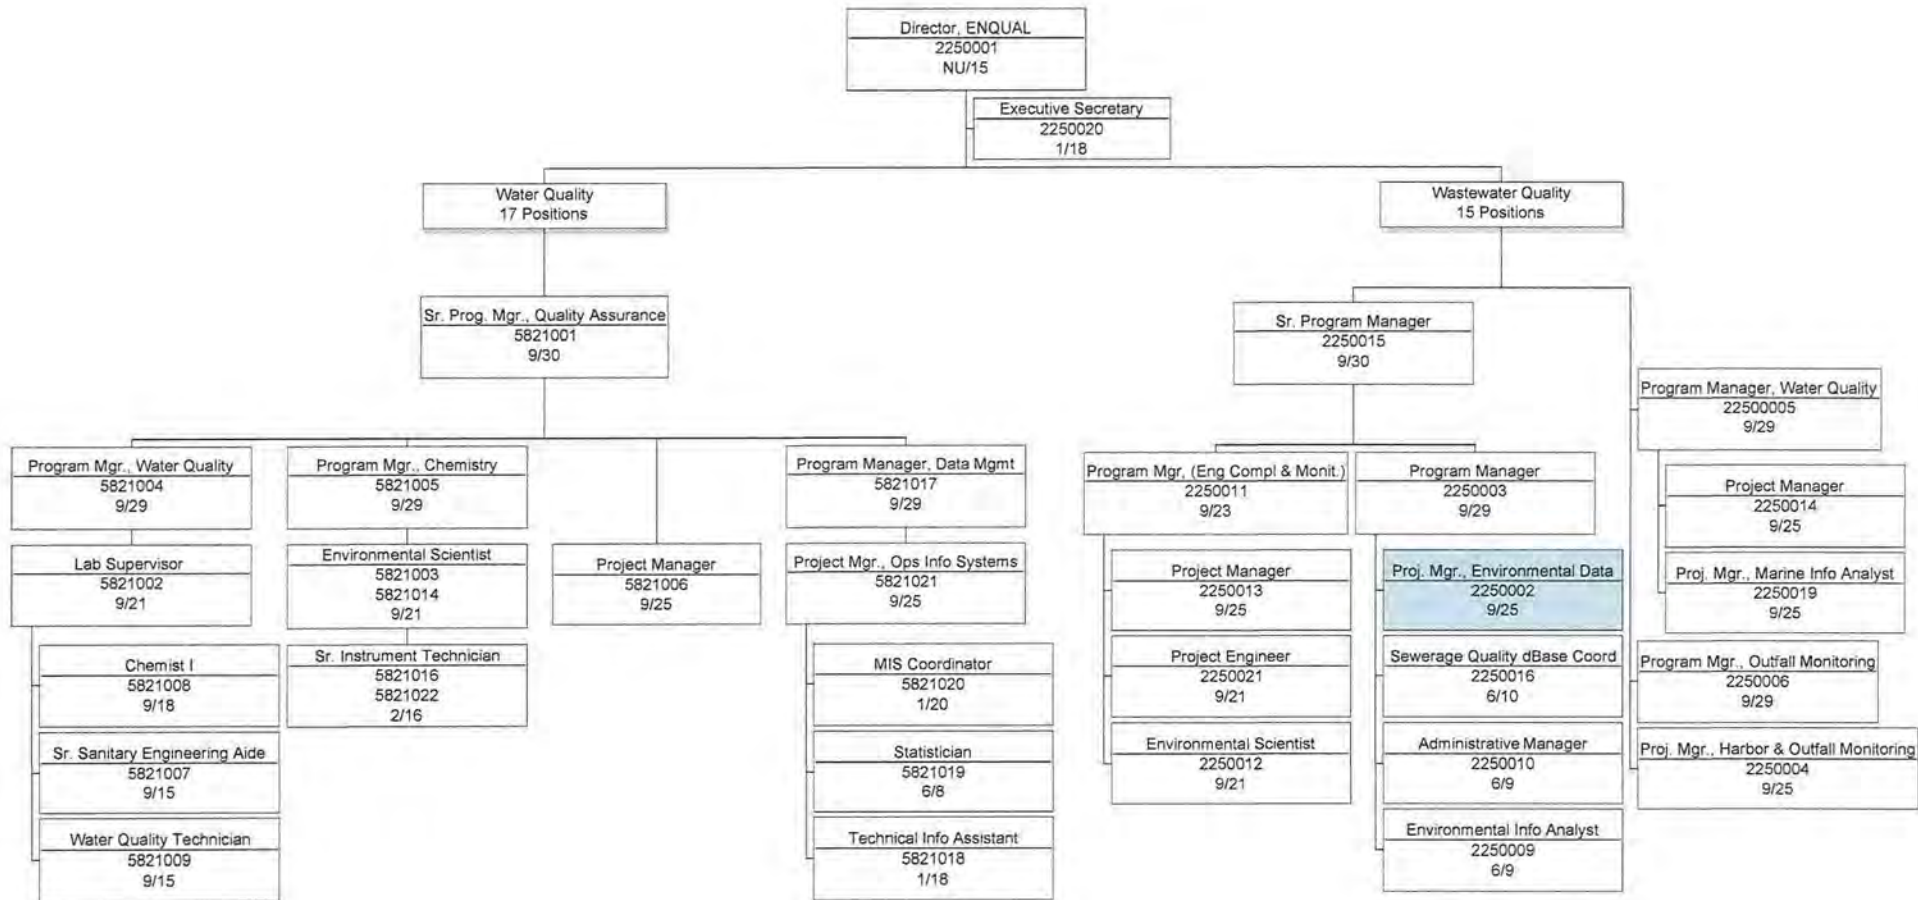 Director, ENQUAL
2250001
NU/15
Executive Secretary
2250020
1/18
Water Quality
17 Positions
Wastewater Quality
15 Positions
Sr. Prog. Mgr., Quality Assurance
5821001
9/30
Sr. Program Manager
2250015
9/30
Program Manager, Water Quality
22500005
9/29
Program Mgr., Water Quality
5821004
9/29
Program Mgr., Chemistry
5821005
9/29
Program Manager, Data Mgmt
5821017
9/29
Program Mgr, (Eng Compl & Monit.)
2250011
9/23
Program Manager
2250003
9/29
Project Manager
2250014
9/25
Lab Supervisor
5821002
9/21
Environmental Scientist
5821003
5821014
9/21
Project Manager
5821006
9/25
Project Mgr., Ops Info Systems
5821021
9/25
Project Manager
2250013
9/25
Proj. Mgr., Environmental Data
2250002
9/25
Proj. Mgr., Marine Info Analyst
2250019
9/25
Chemist I
5821008
9/18
Sr. Instrument Technician
5821016
5821022
2/16
MIS Coordinator
5821020
1/20
Project Engineer
2250021
9/21
Sewerage Quality dBase Coord
2250016
6/10
Program Mgr., Outfall Monitoring
2250006
9/29
Sr. Sanitary Engineering Aide
5821007
9/15
Statistician
5821019
6/8
Environmental Scientist
2250012
9/21
Administrative Manager
2250010
6/9
Proj. Mgr., Harbor & Outfall Monitoring
2250004
9/25
Water Quality Technician
5821009
9/15
Technical Info Assistant
5821018
1/18
Environmental Info Analyst
2250009
6/9